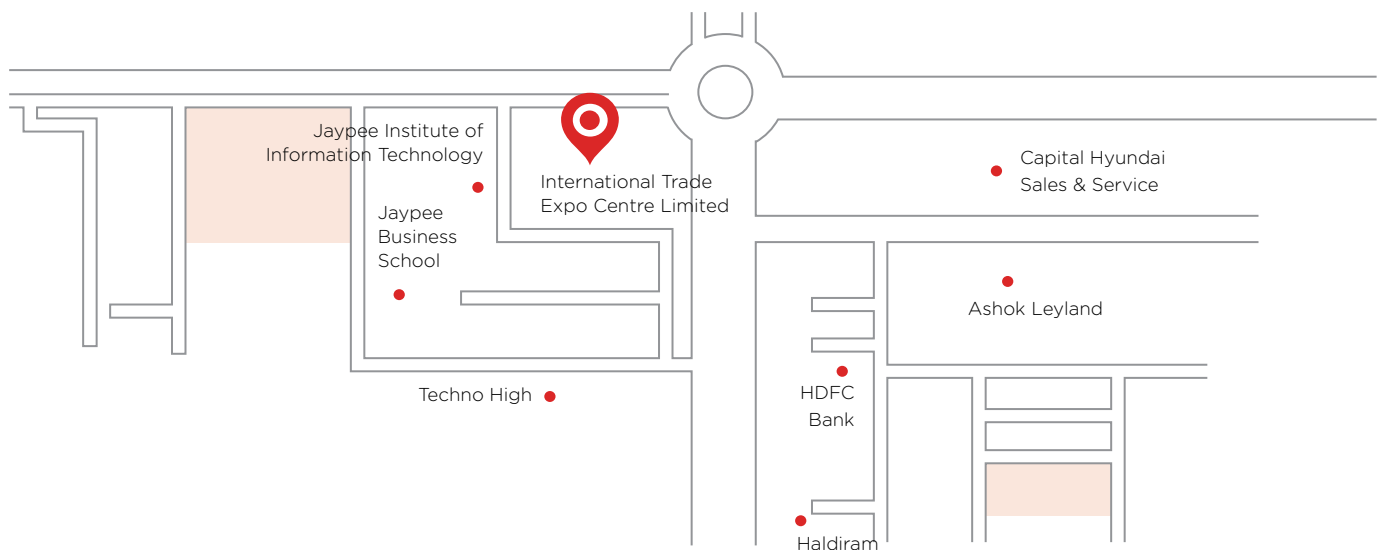 Jaypee Institute of
Information Technology
International Trade
Expo Centre Limited
Capital Hyundai
Sales & Service
Jaypee
Business
School
Ashok Leyland
Techno High
HDFC
Bank
Haldiram